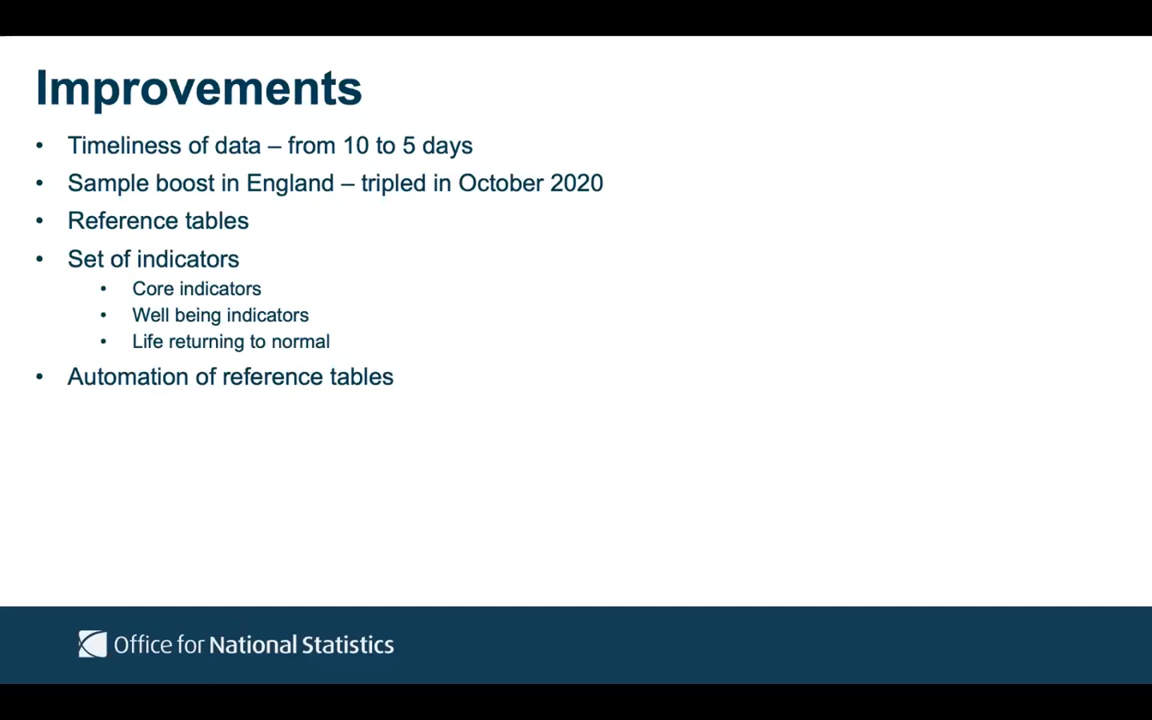 Improvements
• Timeliness of data – from 10 to 5 days
• Sample boost in England – tripled in October 2020
• Reference tables
• Set of indicators
• Core indicators
• Well being indicators
• Life returning to normal
• Automation of reference tables
Office for National Statistics